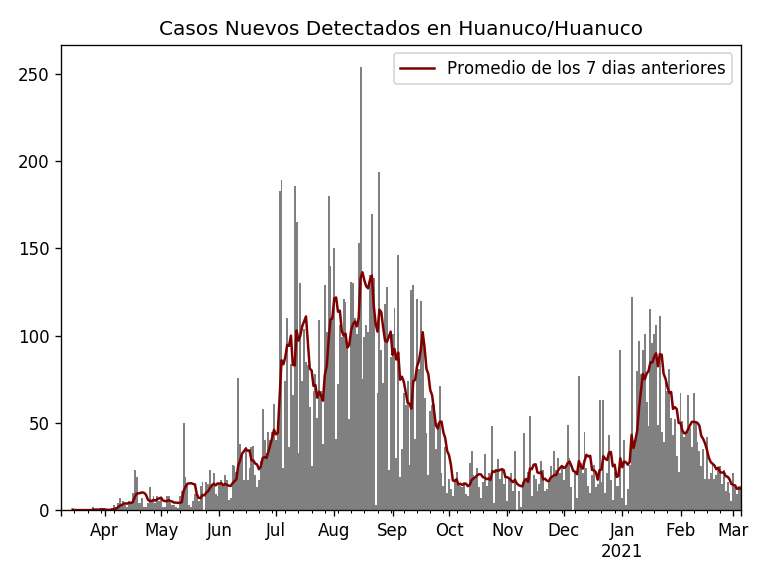 Casos Nuevos Detectados en Huanuco/Huanuco
Promedio de los 7 dias anteriores
250
200
150
100
50
0
Apr May Jun Jul Aug Sep Oct Nov Dec Jan Feb Mar
2021